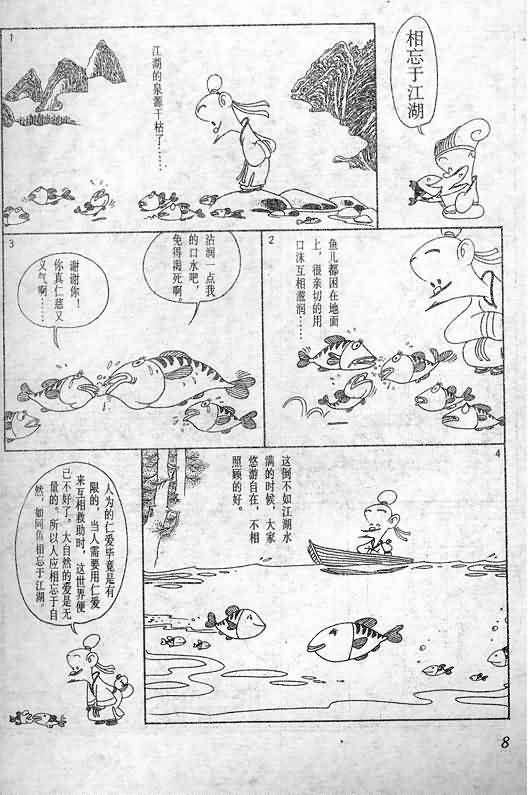 相忘于江湖
1
江湖的泉源干枯了……
2
鱼儿都困在地面
上，很亲切的用
口沫互相滋润……
3
沾润一点我
的口水吧，
免得渴死啊。
谢谢你！
你真仁慈又
义气啊……
4
这倒不如江湖水
满的时候，大家
悠游自在，不相
照顾的好。
人为的仁爱毕竟是有
限的，当人需要用仁爱
来互相救助时，这世界便
已不好了。大自然的爱是无
量的。所以人应相忘于自
然，如同鱼相忘于江湖。
8